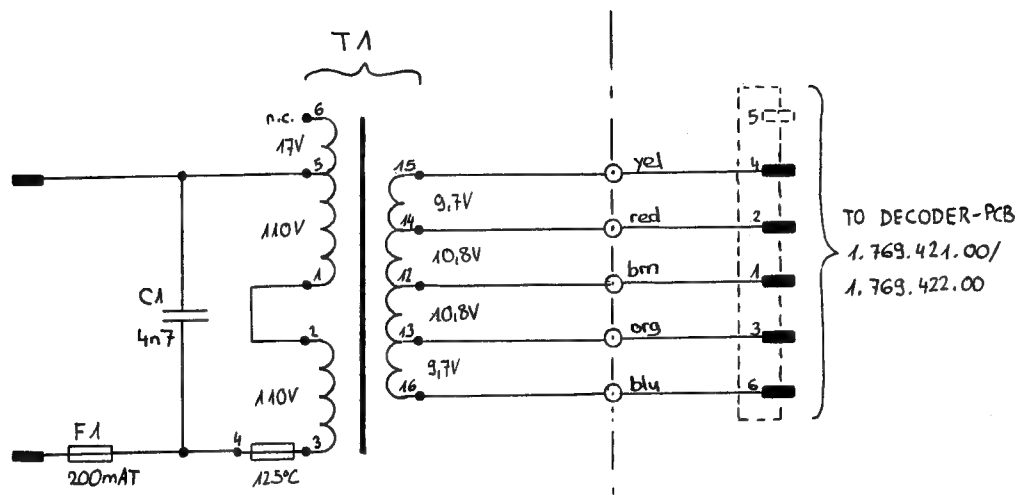 T1
n.c.
6
17V
5
110V
1
2
110V
3
4
125°C
C1
4n7
F1
200mAT
15
9,7V
14
10,8V
12
10,8V
13
9,7V
16
yel
red
brn
org
blu
5
4
2
1
3
6
TO DECODER-PCB
1.769.421.00/
1.769.422.00